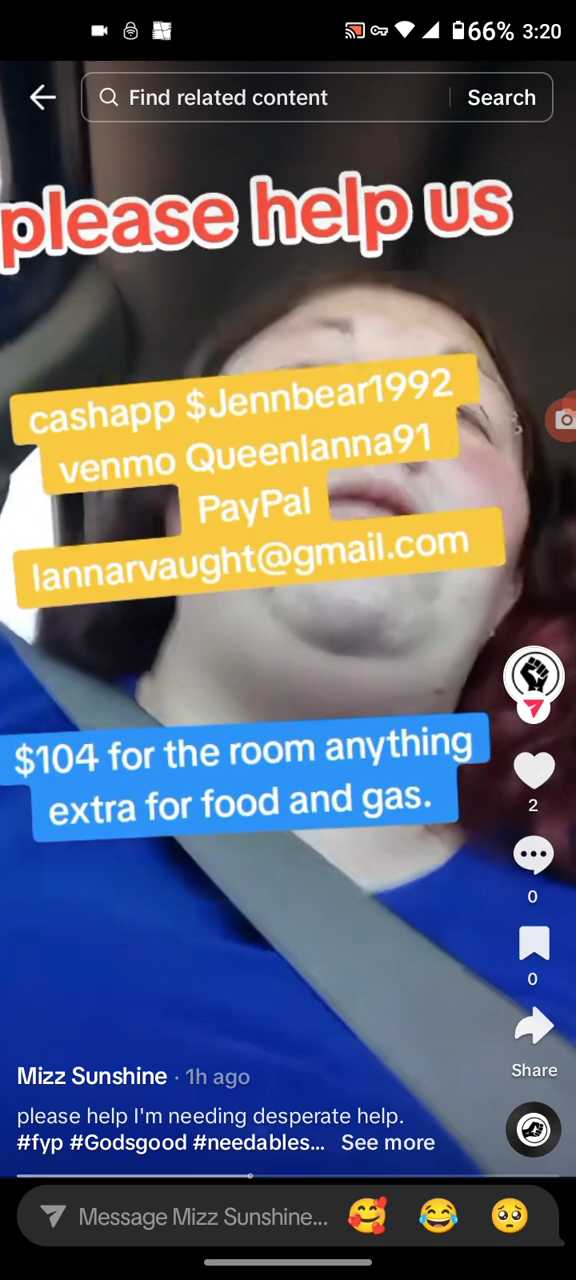 66% 3:20
Find related content
Search
please help us
cashapp $Jennbear1992
venmo Queenlanna91
PayPal
lannarvaught@gmail.com
$104 for the room anything
extra for food and gas.
2
0
0
Share
Mizz Sunshine · 1h ago
please help I'm needing desperate help.
#fyp #Godsgood #needables... See more
Message Mizz Sunshine...